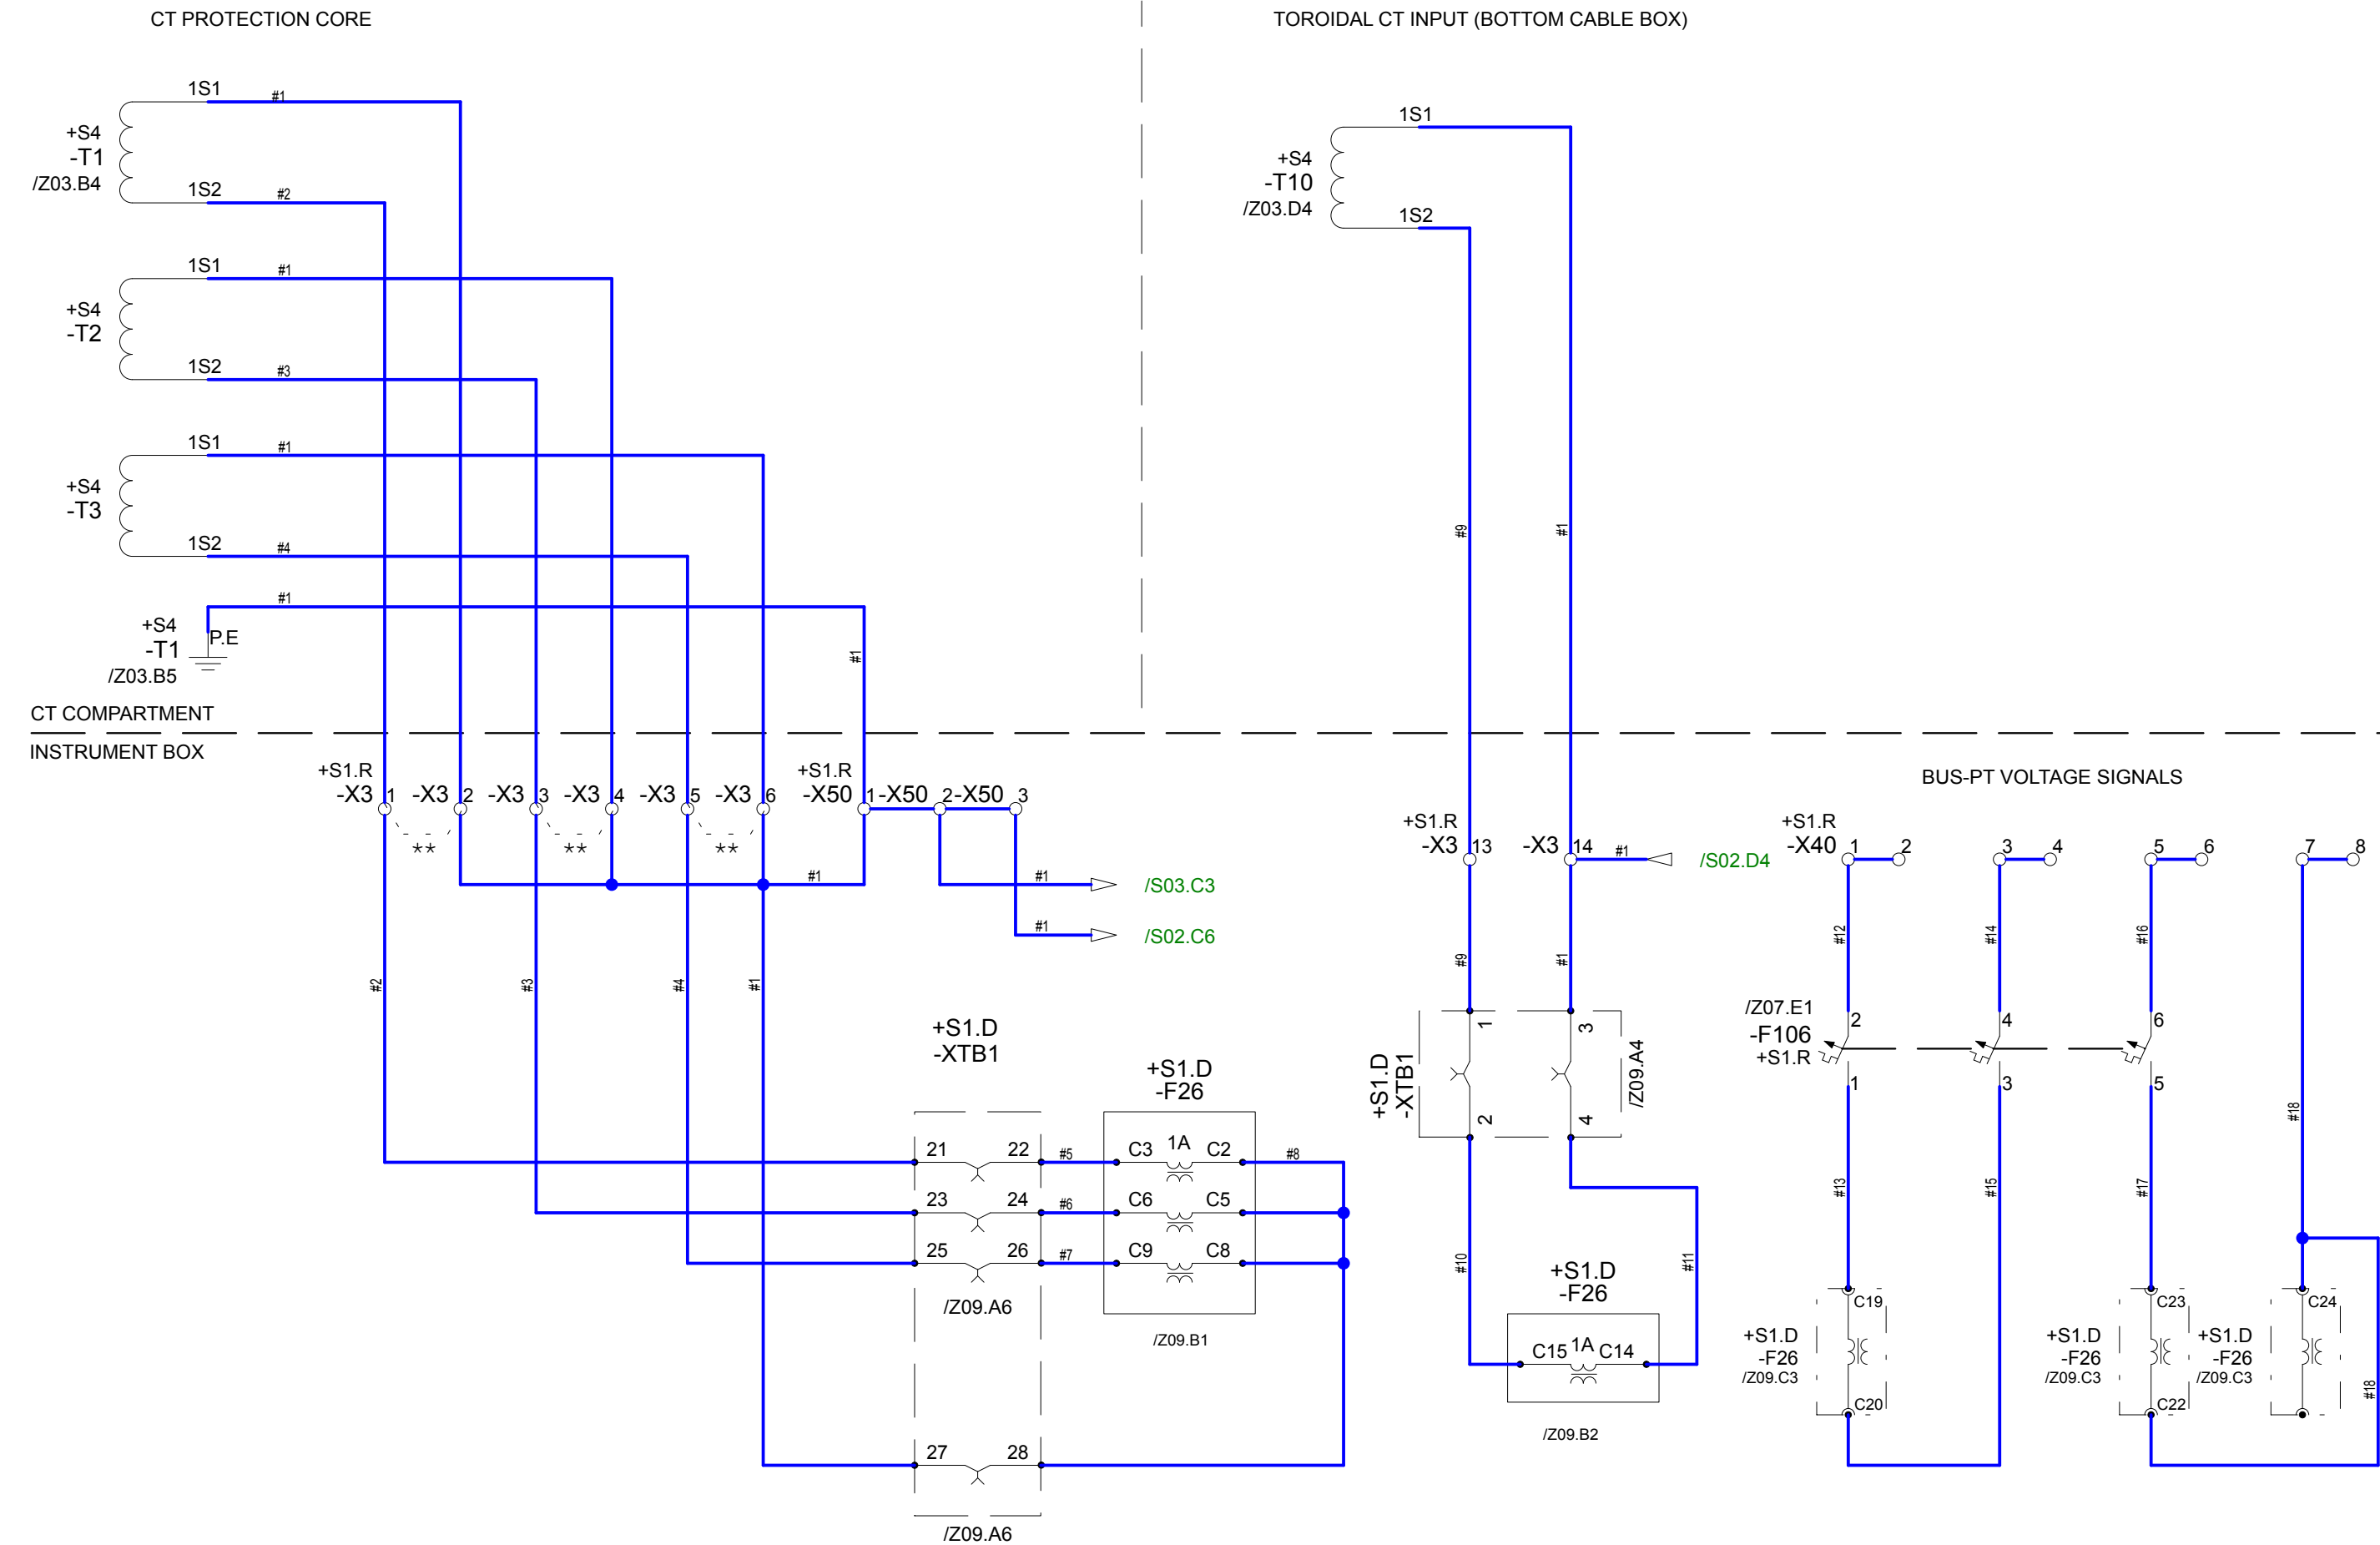 CT PROTECTION CORE
TOROIDAL CT INPUT (BOTTOM CABLE BOX)
1S1
#1
+S4
-T1
/Z03.B4
1S2
#2
1S1
#1
+S4
-T2
1S2
#3
1S1
#1
+S4
-T3
1S2
#4
#1
+S4
-T1
/Z03.B5
P.E
#1
1S1
+S4
-T10
/Z03.D4
1S2
#9
#1
CT COMPARTMENT
INSTRUMENT BOX
+S1.R
-X3 1
-X3 2
-X3 3
-X3 4
-X3 5
-X3 6
+S1.R
-X50 1
-X50 2
-X50 3
** ** **
#1
#1
/S03.C3
#1
/S02.C6
#2
#3
#4
#1
+S1.R
-X3 13
-X3 14
#1
/S02.D4
#9
#1
BUS-PT VOLTAGE SIGNALS
+S1.R
-X40 1 2 3 4 5 6 7 8
#12
#14
#16
/Z07.E1
-F106
+S1.R
2 4 6
1 3 5
#13
#15
#17
#18
#18
+S1.D
-XTB1
+S1.D
-F26
21 22 #5 C3 1A C2 #8
23 24 #6 C6 C5
25 26 #7 C9 C8
/Z09.A6
/Z09.B1
27 28
/Z09.A6
+S1.D
-XTB1
1 3
2 4
/Z09.A4
#10
#11
+S1.D
-F26
C15 1A C14
/Z09.B2
C19
+S1.D
-F26
/Z09.C3
C20
C23
+S1.D
-F26
/Z09.C3
C22
C24
+S1.D
-F26
/Z09.C3